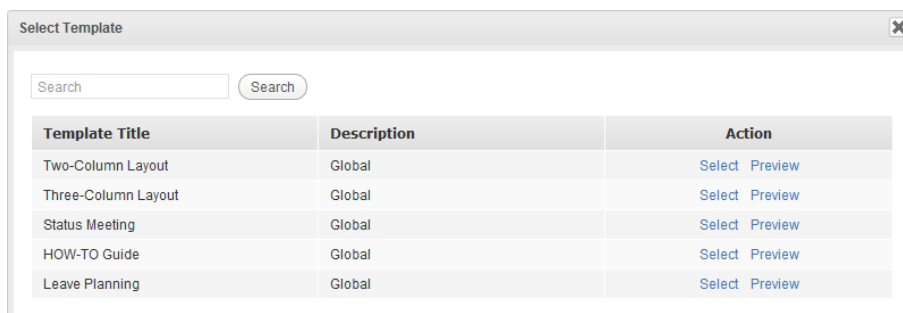 Select Template
Search Search
Template Title Description Action
Two-Column Layout Global Select Preview
Three-Column Layout Global Select Preview
Status Meeting Global Select Preview
HOW-TO Guide Global Select Preview
Leave Planning Global Select Preview